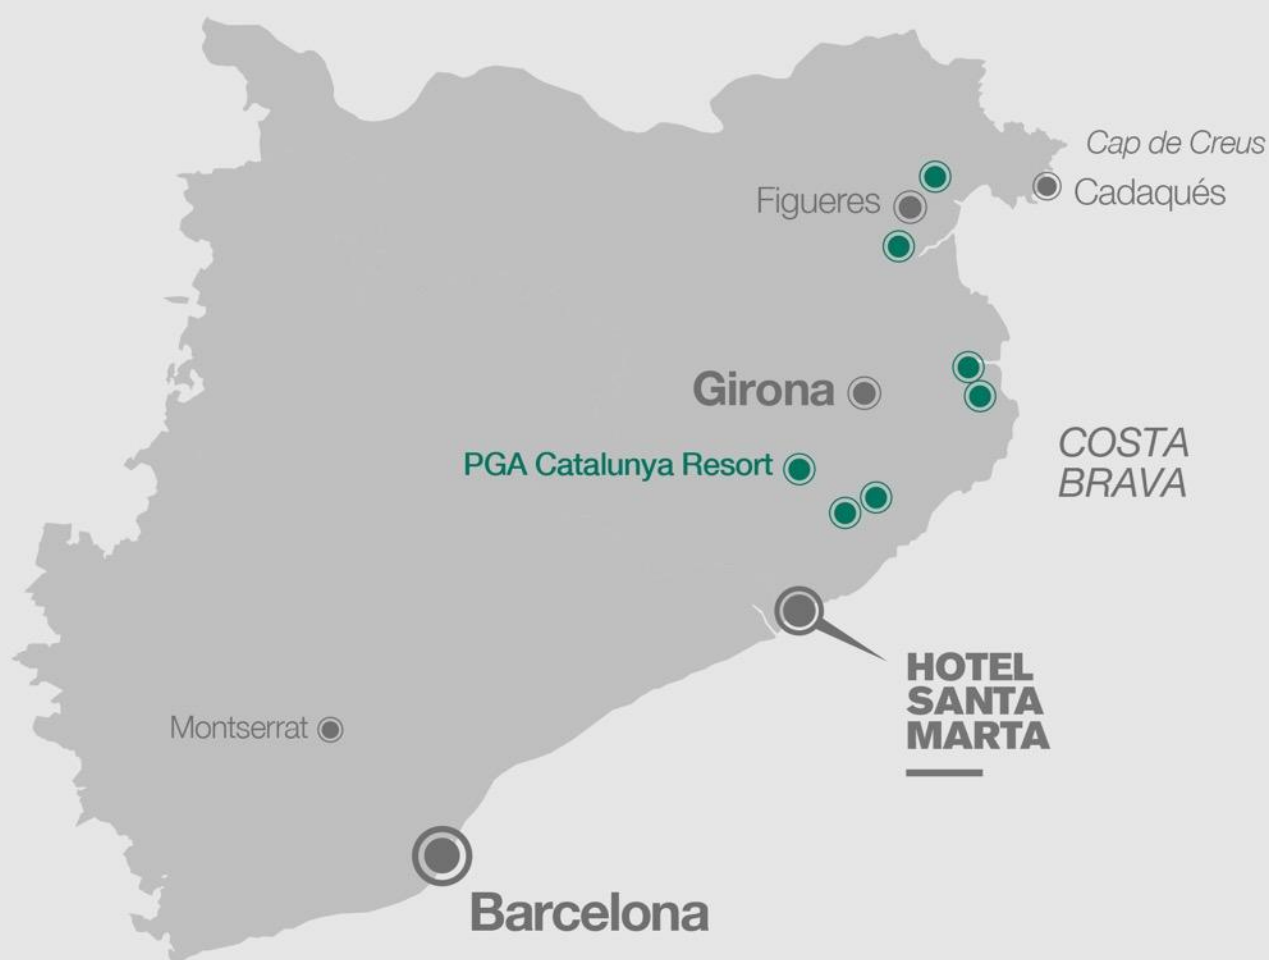 Cap de Creus
Cadaqués
Figueres
Girona
COSTA
BRAVA
PGA Catalunya Resort
HOTEL
SANTA
MARTA
Montserrat
Barcelona